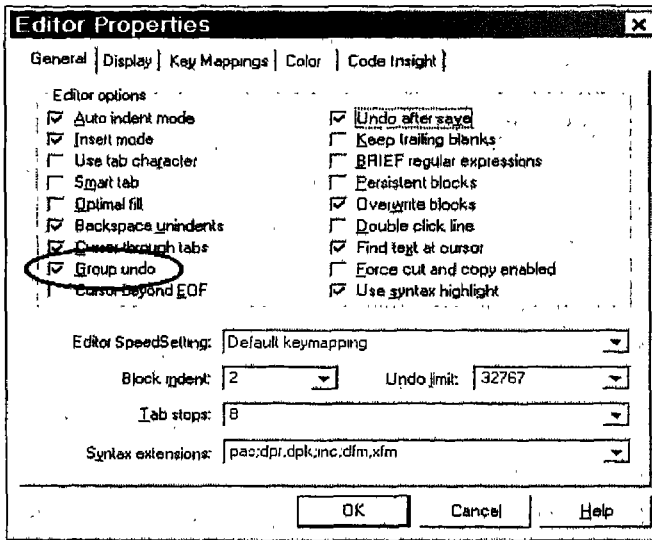 Editor Properties
General Display Key Mappings Color Code Insight
Editor options
Auto indent mode
Insert mode
Use tab character
Smart tab
Optimal fill
Backspace unindents
Cursor through tabs
Group undo
Cursor beyond EOF
Undo after save
Keep trailing blanks
BRIEF regular expressions
Persistent blocks
Overwrite blocks
Double click line
Find text at cursor
Force cut and copy enabled
Use syntax highlight
Editor SpeedSetting: Default keymapping
Block indent: 2 Undo limit: 32767
Tab stops: 8
Syntax extensions: pas;dpr;dpk;inc;dfm;xfm
OK Cancel Help